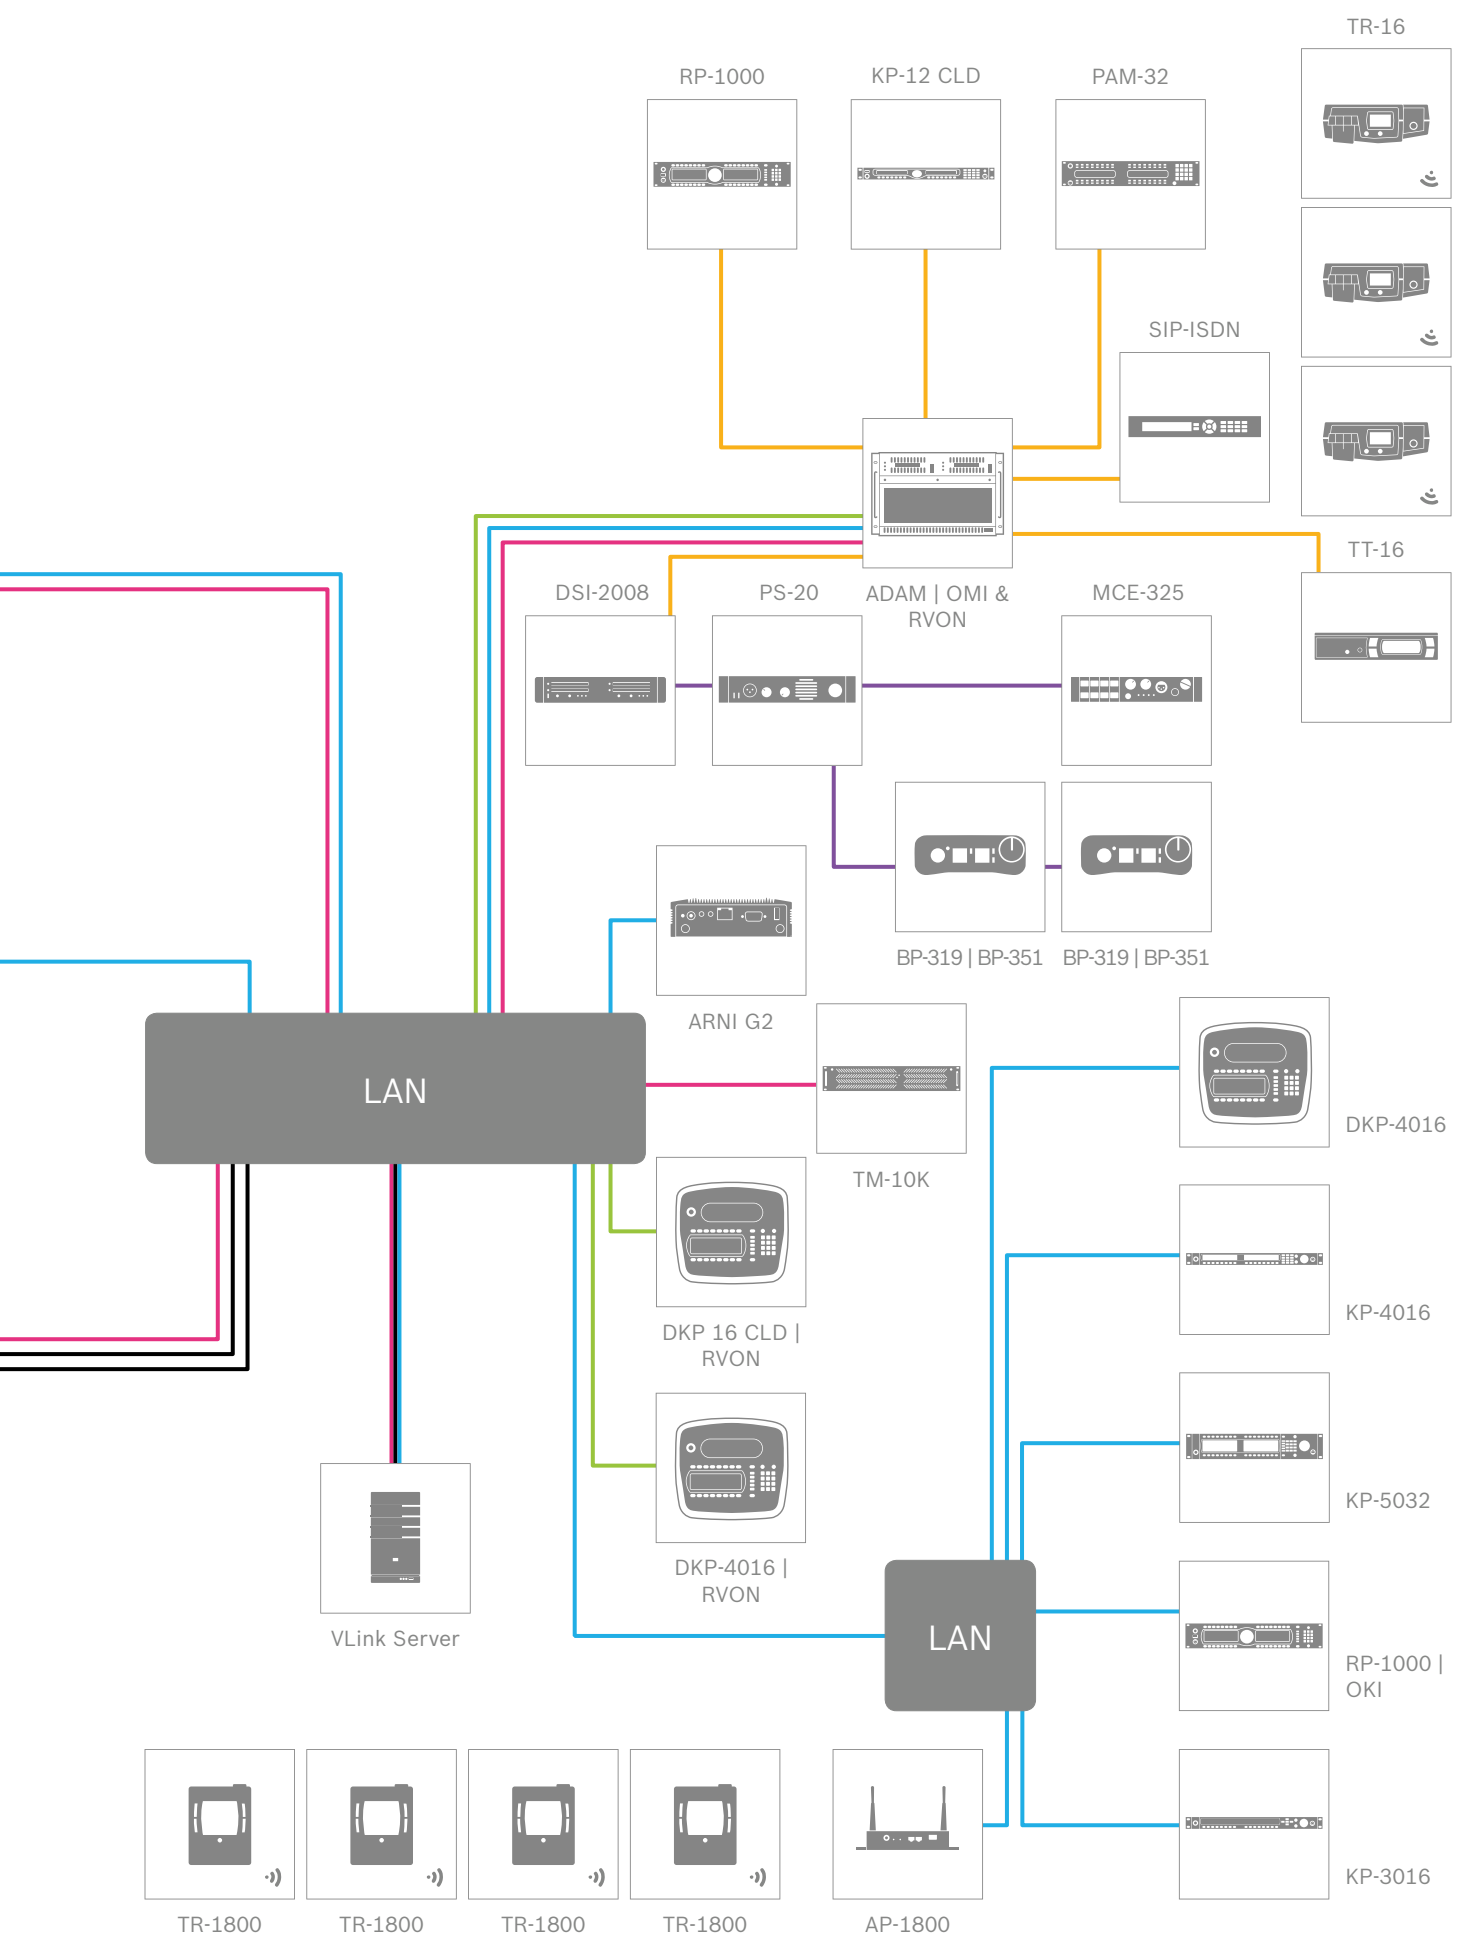 TR-16
RP-1000
KP-12 CLD
PAM-32
SIP-ISDN
TT-16
DSI-2008
PS-20
ADAM | OMI &
RVON
MCE-325
BP-319 | BP-351
BP-319 | BP-351
ARNI G2
LAN
TM-10K
DKP-4016
DKP 16 CLD |
RVON
KP-4016
KP-5032
DKP-4016 |
RVON
VLink Server
LAN
RP-1000 |
OKI
KP-3016
TR-1800
TR-1800
TR-1800
TR-1800
AP-1800